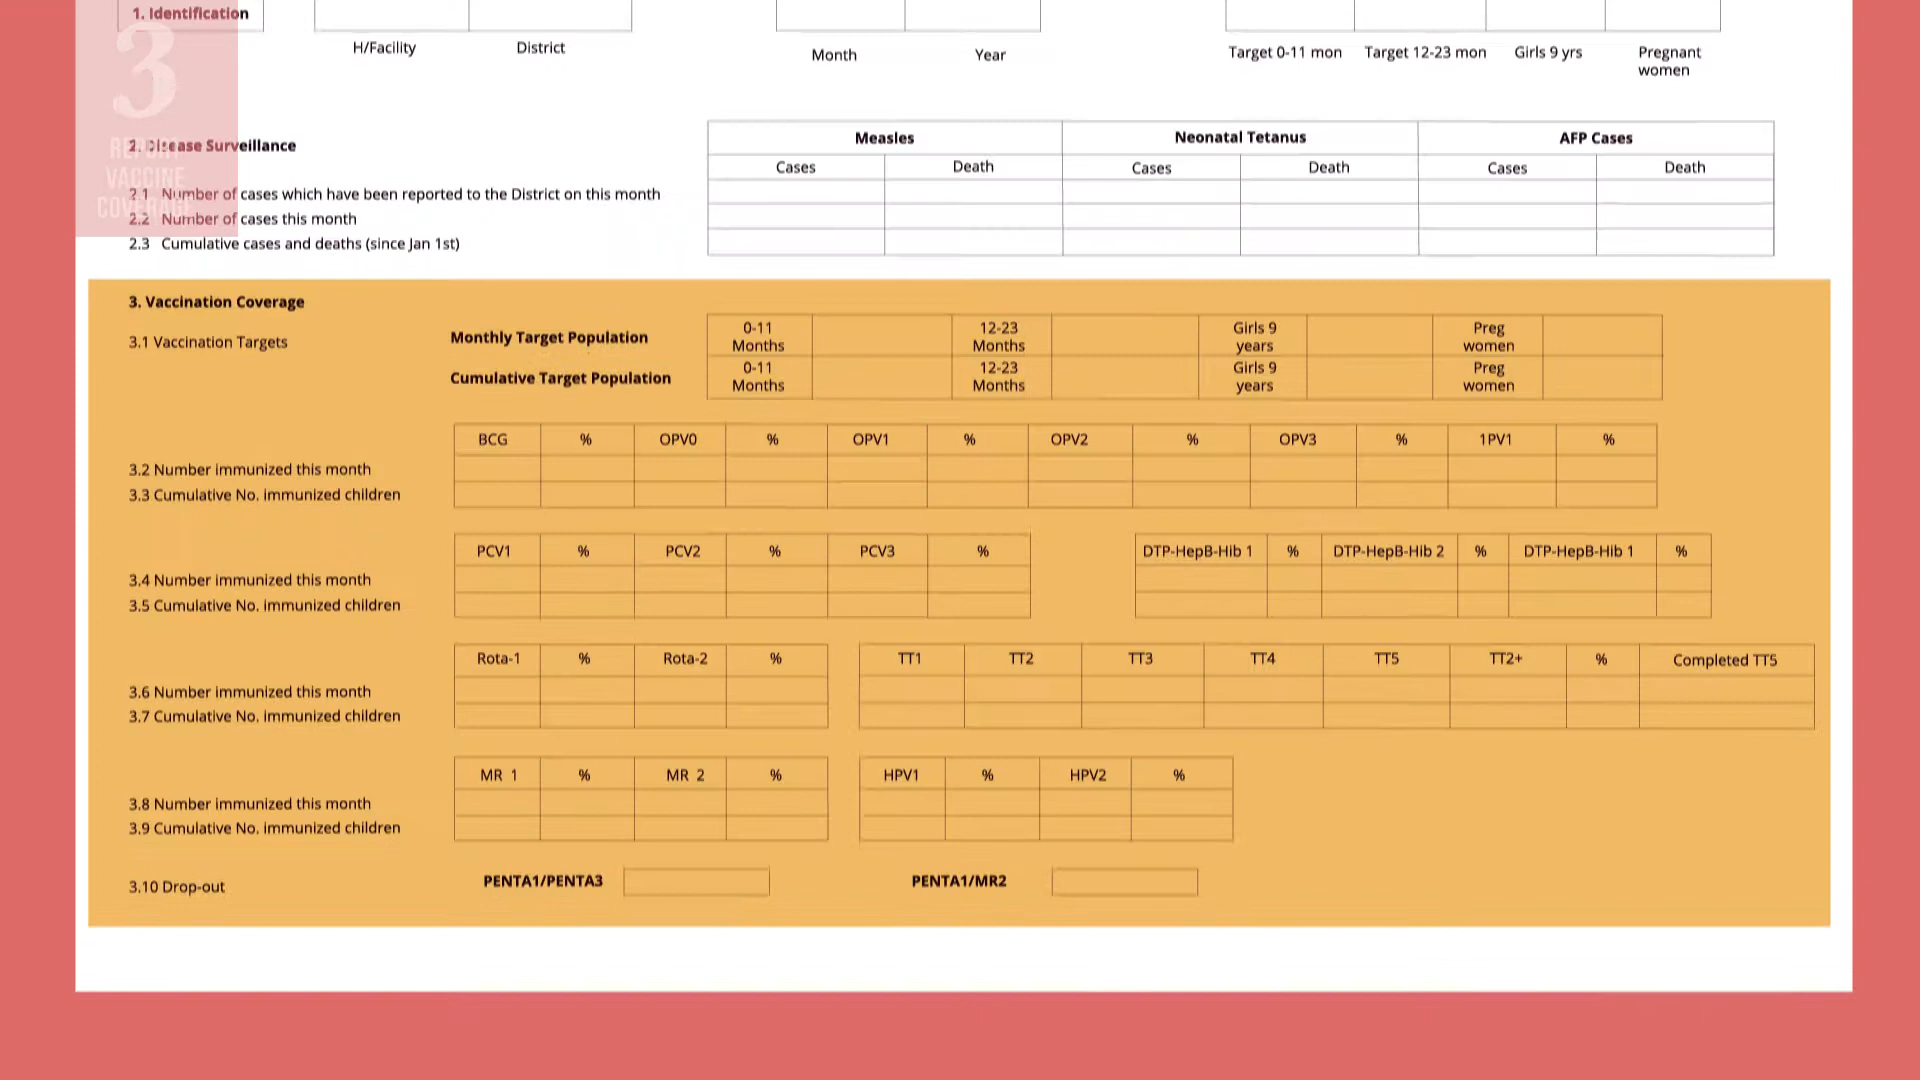 1. Identification
H/Facility District Month Year Target 0-11 mon Target 12-23 mon Girls 9 yrs Pregnant women
3
REPORT
VACCINE
COVERAGE
2. Disease Surveillance
Measles Neonatal Tetanus AFP Cases
Cases Death Cases Death Cases Death
2.1 Number of cases which have been reported to the District on this month
2.2 Number of cases this month
2.3 Cumulative cases and deaths (since Jan 1st)
3. Vaccination Coverage
3.1 Vaccination Targets
Monthly Target Population 0-11 Months 12-23 Months Girls 9 years Preg women
Cumulative Target Population 0-11 Months 12-23 Months Girls 9 years Preg women
BCG % OPV0 % OPV1 % OPV2 % OPV3 % 1PV1 %
3.2 Number immunized this month
3.3 Cumulative No. immunized children
PCV1 % PCV2 % PCV3 % DTP-HepB-Hib 1 % DTP-HepB-Hib 2 % DTP-HepB-Hib 1 %
3.4 Number immunized this month
3.5 Cumulative No. immunized children
Rota-1 % Rota-2 % TT1 TT2 TT3 TT4 TT5 TT2+ % Completed TT5
3.6 Number immunized this month
3.7 Cumulative No. immunized children
MR 1 % MR 2 % HPV1 % HPV2 %
3.8 Number immunized this month
3.9 Cumulative No. immunized children
3.10 Drop-out PENTA1/PENTA3 PENTA1/MR2